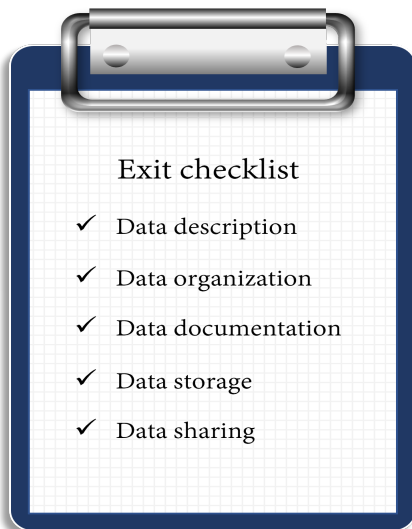 Exit checklist
✓ Data description
✓ Data organization
✓ Data documentation
✓ Data storage
✓ Data sharing